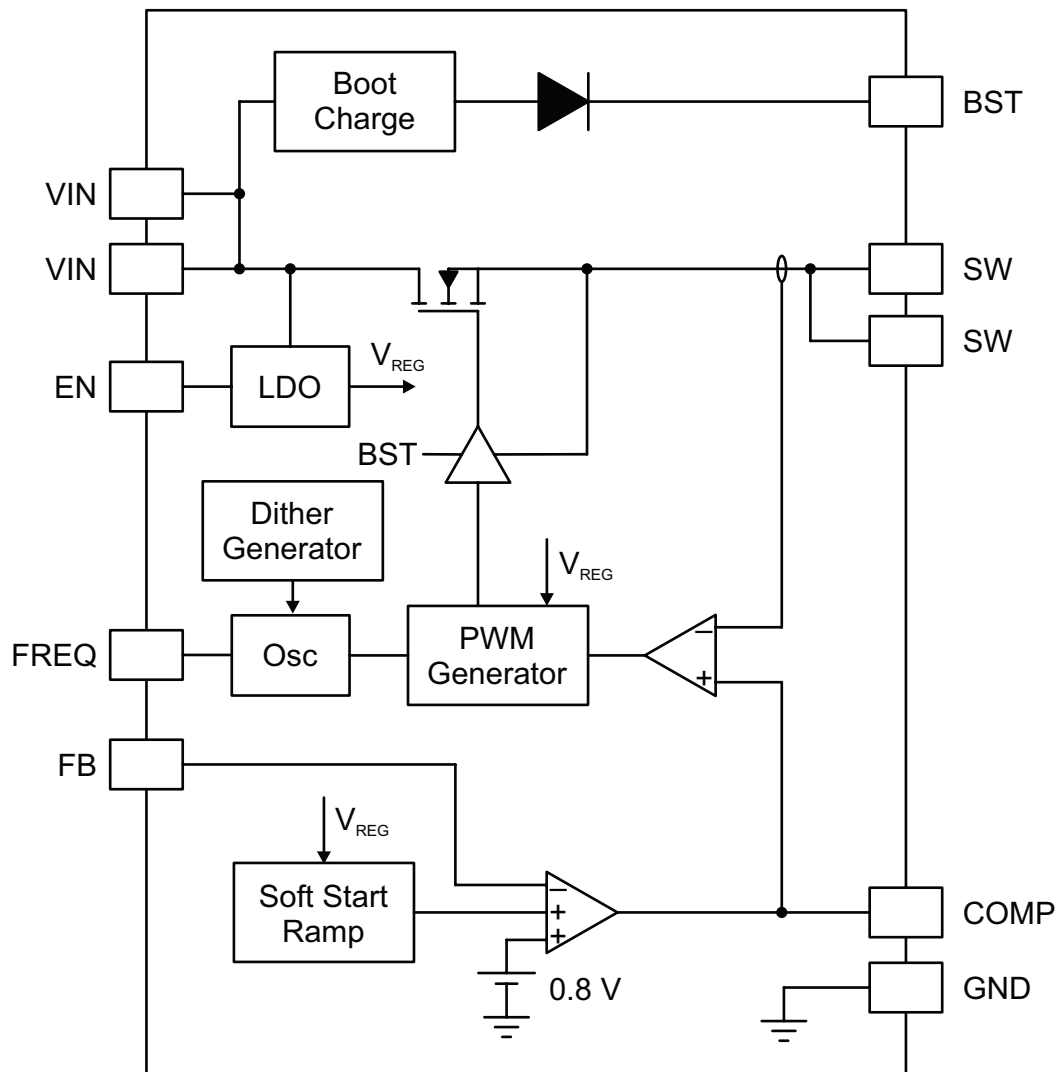 Boot
Charge
BST
VIN
VIN
SW
SW
EN
LDO
VREG
BST
Dither
Generator
VREG
FREQ
Osc
PWM
Generator
−
+
FB
VREG
Soft Start
Ramp
−
+
+
COMP
0.8 V
GND